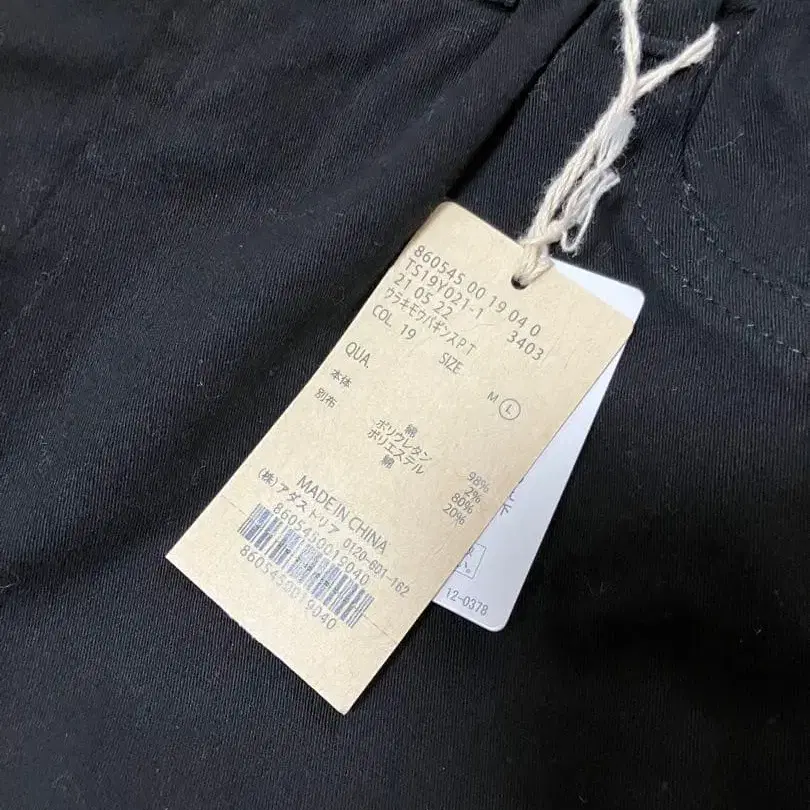 860545 00 19 04 0
TS19Y021-1 3403
21 05 22
ウラキモウパギンスPT
COL. 19 SIZE
M Ⓛ
QUA.
本体 綿 98%
ポリウレタン 2%
別布 ポリエステル 80%
綿 20%
MADE IN CHINA
(株)アダストリア 0120-601-162
8605450019040
8605450019040
下
い。
12-0378